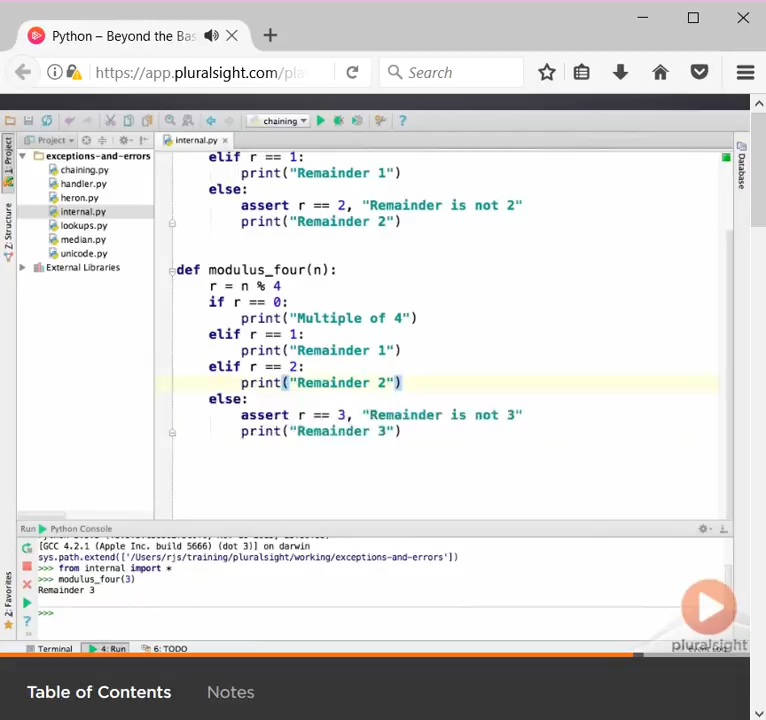 Python – Beyond the Bas
https://app.pluralsight.com/pla
Search
chaining
Project
internal.py
1: Project
exceptions-and-errors
chaining.py
handler.py
heron.py
internal.py
lookups.py
median.py
unicode.py
External Libraries
Z: Structure
Database
elif r == 1:
print("Remainder 1")
else:
assert r == 2, "Remainder is not 2"
print("Remainder 2")
def modulus_four(n):
r = n % 4
if r == 0:
print("Multiple of 4")
elif r == 1:
print("Remainder 1")
elif r == 2:
print("Remainder 2")
else:
assert r == 3, "Remainder is not 3"
print("Remainder 3")
Run Python Console
[GCC 4.2.1 (Apple Inc. build 5666) (dot 3)] on darwin
sys.path.extend(['/Users/rjs/training/pluralsight/working/exceptions-and-errors'])
>>> from internal import *
>>> modulus_four(3)
Remainder 3
>>>
2: Favorites
Terminal
4: Run
6: TODO
pluralsight
Table of Contents
Notes